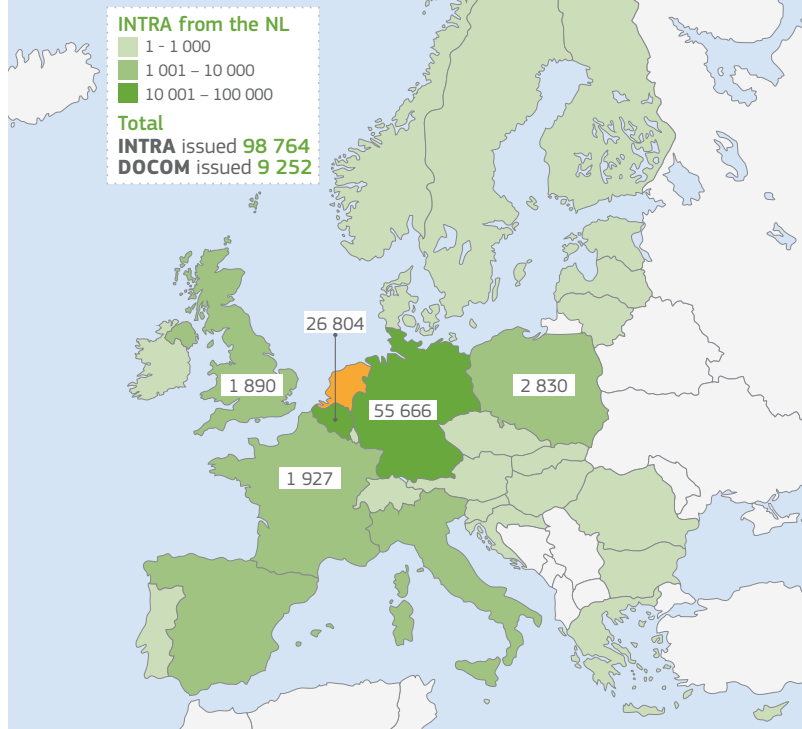 INTRA from the NL
1 - 1 000
1 001 – 10 000
10 001 – 100 000
Total
INTRA issued 98 764
DOCOM issued 9 252
26 804
1 890
2 830
55 666
1 927